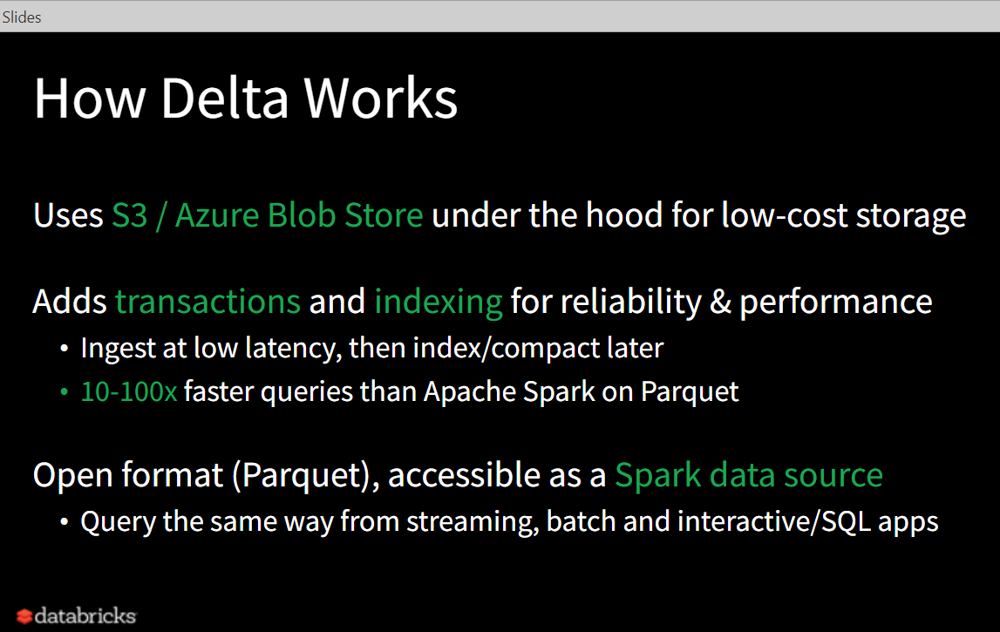 Slides
How Delta Works
Uses S3 / Azure Blob Store under the hood for low-cost storage
Adds transactions and indexing for reliability & performance
• Ingest at low latency, then index/compact later
• 10-100x faster queries than Apache Spark on Parquet
Open format (Parquet), accessible as a Spark data source
• Query the same way from streaming, batch and interactive/SQL apps
databricks